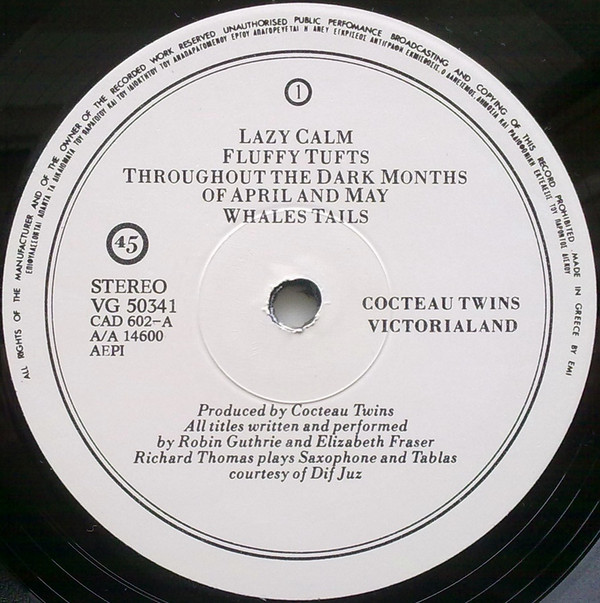 ALL RIGHTS OF THE MANUFACTURER AND OF THE OWNER OF THE RECORDED WORK RESERVED UNAUTHORISED PUBLIC PERFOMANCE BROADCASTING AND COPYING OF THIS RECORD PROHIBITED MADE IN GREECE BY EMI
1
LAZY CALM
FLUFFY TUFTS
THROUGHOUT THE DARK MONTHS
OF APRIL AND MAY
WHALES TAILS
45
STEREO
VG 50341
CAD 602-A
A/A 14600
AEPI
COCTEAU TWINS
VICTORIALAND
Produced by Cocteau Twins
All titles written and performed
by Robin Guthrie and Elizabeth Fraser
Richard Thomas plays Saxophone and Tablas
courtesy of Dif Juz